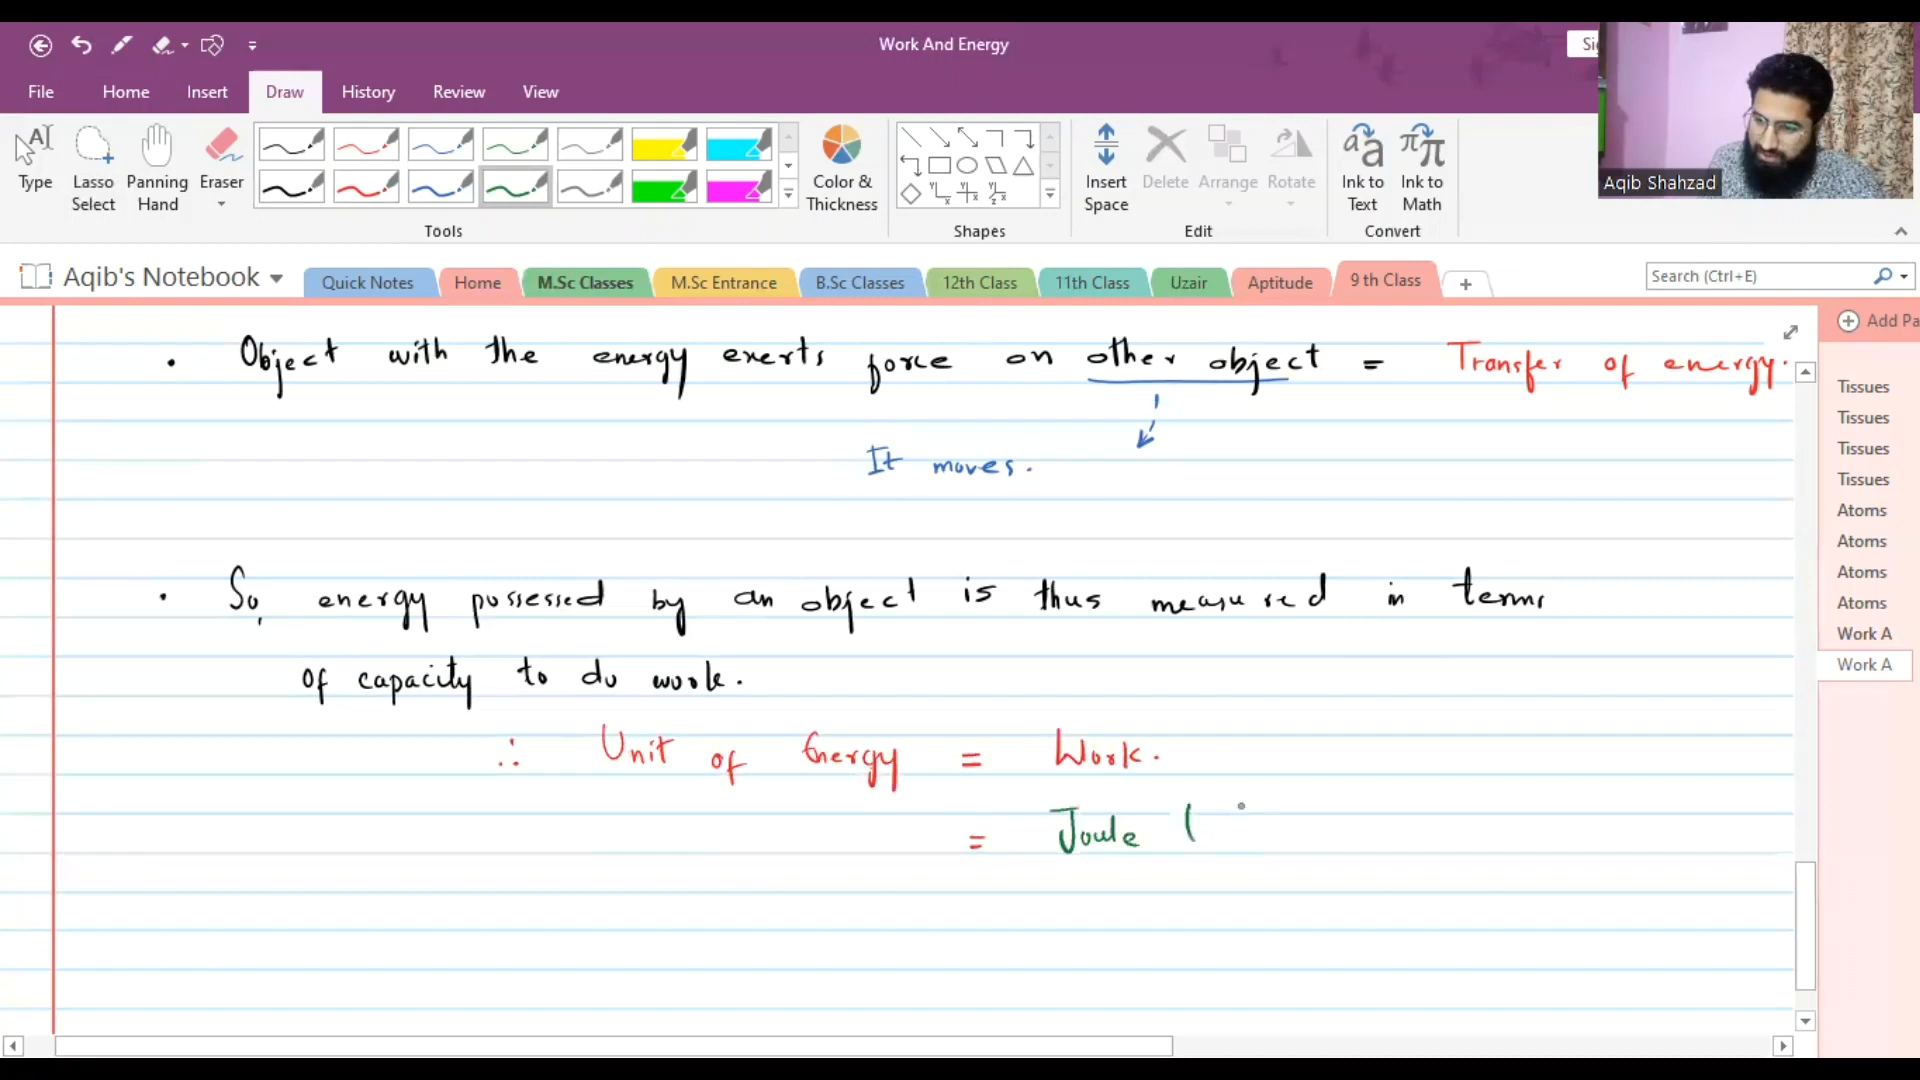 Work And Energy
Si
File Home Insert Draw History Review View
Aqib Shahzad
Type Lasso Select Panning Hand Eraser Color & Thickness Insert Space Delete Arrange Rotate Ink to Text Ink to Math
Tools Shapes Edit Convert
Aqib's Notebook Quick Notes Home M.Sc Classes M.Sc Entrance B.Sc Classes 12th Class 11th Class Uzair Aptitude 9 th Class + Search (Ctrl+E)
Add Pa
Tissues
Tissues
Tissues
Tissues
Atoms
Atoms
Atoms
Atoms
Work A
Work A
• Object with the energy exerts force on other object = Transfer of energy.
It moves.
• So, energy possessed by an object is thus measured in terms
of capacity to do work.
∴ Unit of Energy = Work.
= Joule (